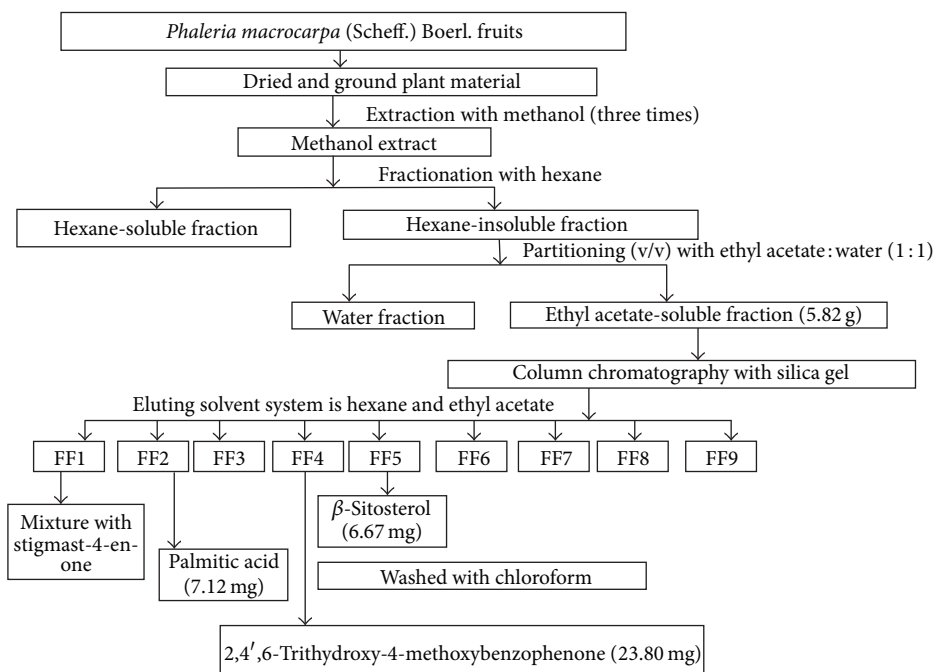 Phaleria macrocarpa (Scheff.) Boerl. fruits
Dried and ground plant material
Extraction with methanol (three times)
Methanol extract
Fractionation with hexane
Hexane-soluble fraction
Hexane-insoluble fraction
Partitioning (v/v) with ethyl acetate : water (1 : 1)
Water fraction
Ethyl acetate-soluble fraction (5.82 g)
Column chromatography with silica gel
Eluting solvent system is hexane and ethyl acetate
FF1
FF2
FF3
FF4
FF5
FF6
FF7
FF8
FF9
Mixture with
stigmast-4-en-
one
Palmitic acid
(7.12 mg)
β-Sitosterol
(6.67 mg)
Washed with chloroform
2,4′,6-Trithydroxy-4-methoxybenzophenone (23.80 mg)